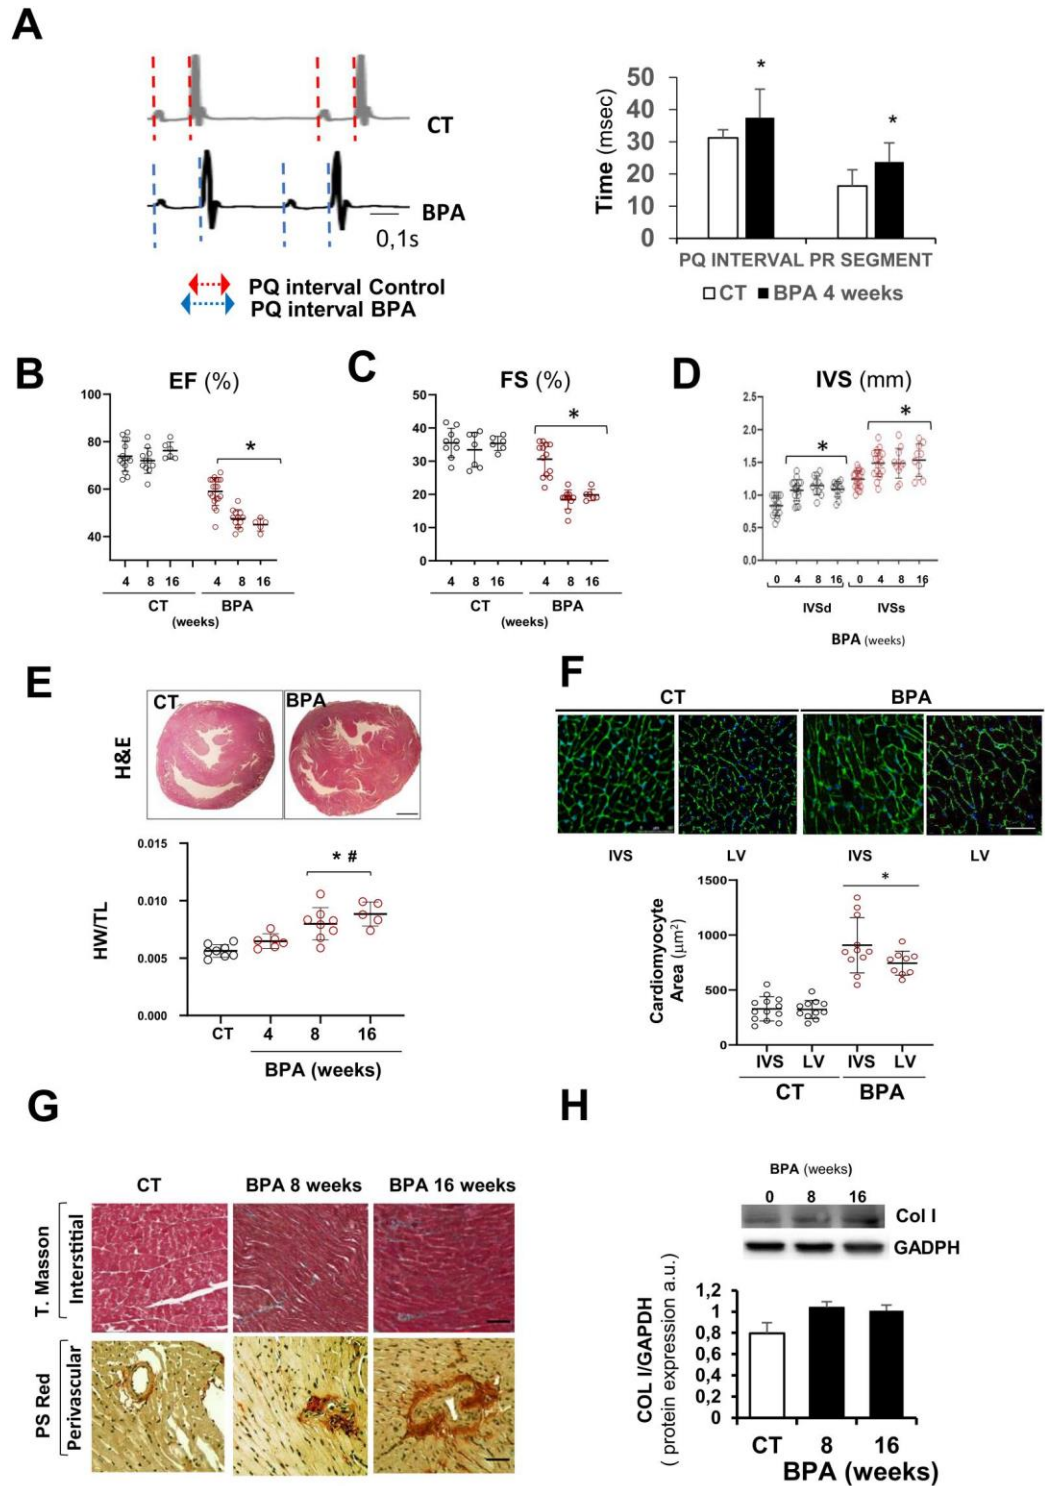 A
CT
BPA
0,1s
PQ interval Control
PQ interval BPA
Time (msec)
50
40
30
20
10
0
*
*
PQ INTERVAL PR SEGMENT
CT BPA 4 weeks
B
EF (%)
100
80
60
40
*
4 8 16 4 8 16
CT BPA
(weeks)
C
FS (%)
50
40
30
20
10
0
*
4 8 16 4 8 16
CT BPA
(weeks)
D
IVS (mm)
2.5
2.0
1.5
1.0
0.5
0.0
*
*
0 4 8 16 0 4 8 16
IVSd IVSs
BPA (weeks)
E
H&E
CT BPA
HW/TL
0.015
0.010
0.005
0.000
* #
CT 4 8 16
BPA (weeks)
F
CT BPA
IVS LV IVS LV
Cardiomyocyte
Area (μm²)
1500
1000
500
0
*
IVS LV IVS LV
CT BPA
G
CT BPA 8 weeks BPA 16 weeks
T. Masson
Interstitial
PS Red
Perivascular
H
BPA (weeks)
0 8 16
Col I
GADPH
COL I/GAPDH
( protein expression a.u.)
1,2
1
0,8
0,6
0,4
0,2
0
CT 8 16
BPA (weeks)